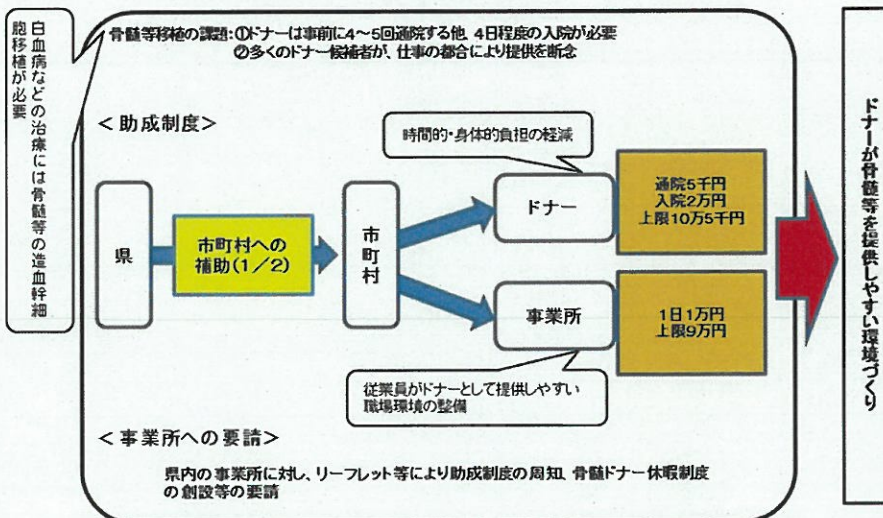 白血病などの治療には骨髄等の造血幹細
胞移植が必要
骨髄等移植の課題:①ドナーは事前に4～5回通院する他、4日程度の入院が必要
②多くのドナー候補者が、仕事の都合により提供を断念
＜助成制度＞
時間的・身体的負担の軽減
県
市町村への
補助(1／2)
市町村
ドナー
通院5千円
入院2万円
上限10万5千円
事業所
1日1万円
上限9万円
従業員がドナーとして提供しやすい
職場環境の整備
＜事業所への要請＞
県内の事業所に対し、リーフレット等により助成制度の周知、骨髄ドナー休暇制度
の創設等の要請
ドナーが骨髄等を提供しやすい環境づくり